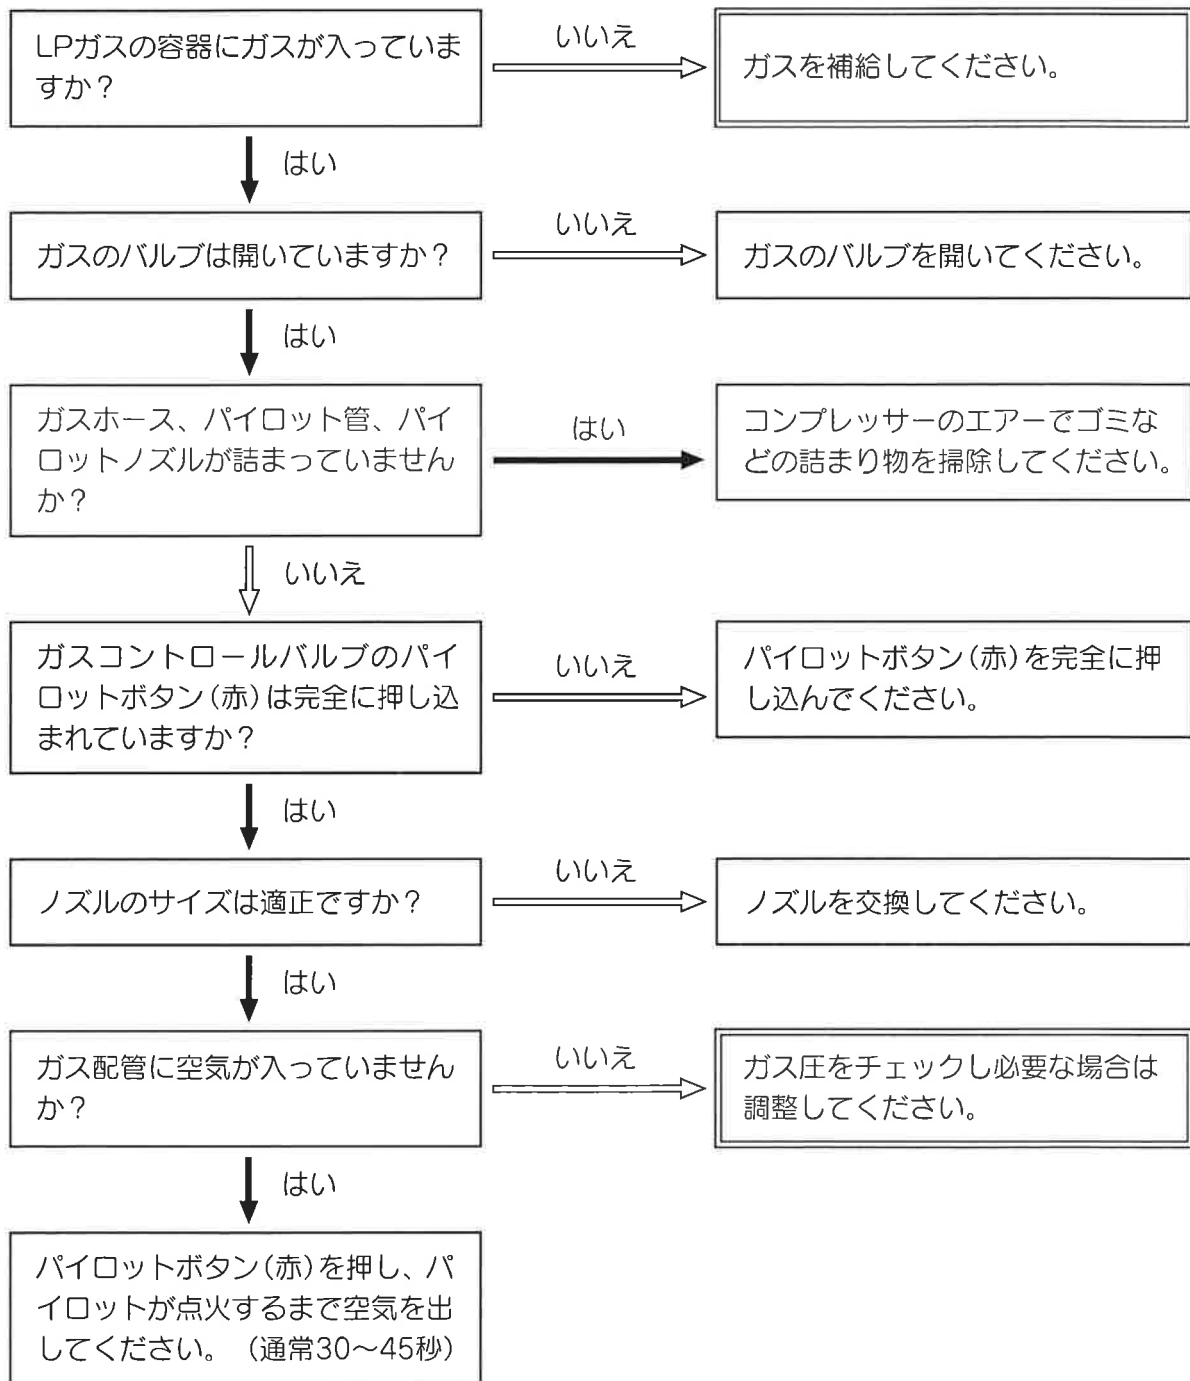 LPガスの容器にガスが入っていま
すか？
いいえ
ガスを補給してください。
はい
ガスのバルブは開いていますか？
いいえ
ガスのバルブを開いてください。
はい
ガスホース、パイロット管、パイ
ロットノズルが詰まっていません
か？
はい
コンプレッサーのエアーでゴミな
どの詰まり物を掃除してください。
いいえ
ガスコントロールバルブのパイ
ロットボタン(赤)は完全に押し込
まれていますか？
いいえ
パイロットボタン(赤)を完全に押
し込んでください。
はい
ノズルのサイズは適正ですか？
いいえ
ノズルを交換してください。
はい
ガス配管に空気が入っていません
か？
いいえ
ガス圧をチェックし必要な場合は
調整してください。
はい
パイロットボタン(赤)を押し、パ
イロットが点火するまで空気を出
してください。（通常30〜45秒）